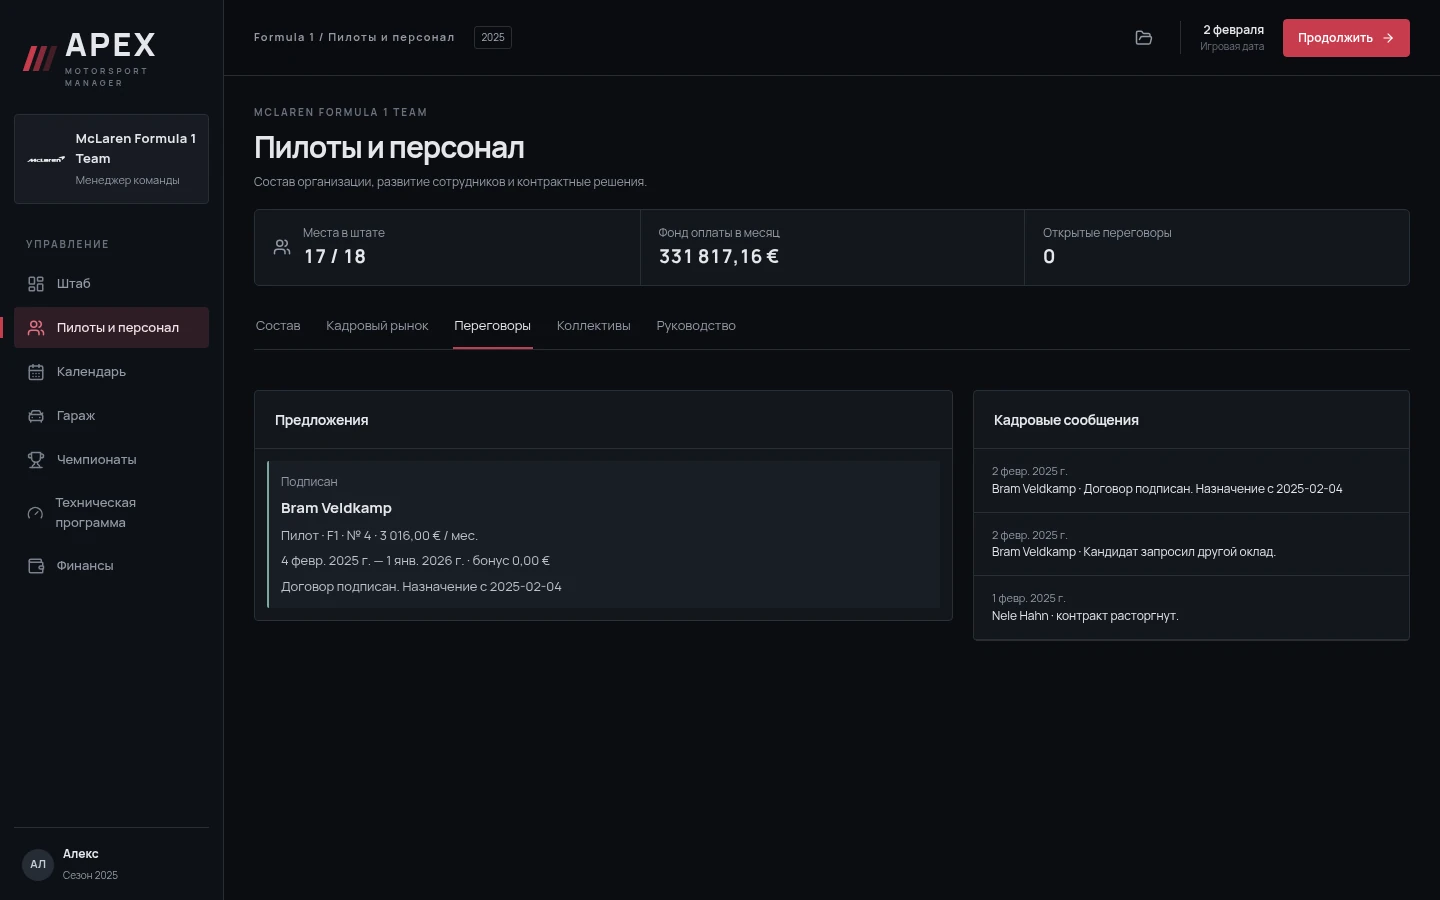 APEX
MOTORSPORT
MANAGER
McLaren
McLaren Formula 1
Team
Менеджер команды
УПРАВЛЕНИЕ
Штаб
Пилоты и персонал
Календарь
Гараж
Чемпионаты
Техническая
программа
Финансы
АЛ
Алекс
Сезон 2025
Formula 1 / Пилоты и персонал
2025
2 февраля
Игровая дата
Продолжить
MCLAREN FORMULA 1 TEAM
Пилоты и персонал
Состав организации, развитие сотрудников и контрактные решения.
Места в штате
17 / 18
Фонд оплаты в месяц
331 817,16 €
Открытые переговоры
0
Состав
Кадровый рынок
Переговоры
Коллективы
Руководство
Предложения
Подписан
Bram Veldkamp
Пилот · F1 · № 4 · 3 016,00 € / мес.
4 февр. 2025 г. — 1 янв. 2026 г. · бонус 0,00 €
Договор подписан. Назначение с 2025-02-04
Кадровые сообщения
2 февр. 2025 г.
Bram Veldkamp · Договор подписан. Назначение с 2025-02-04
2 февр. 2025 г.
Bram Veldkamp · Кандидат запросил другой оклад.
1 февр. 2025 г.
Nele Hahn · контракт расторгнут.